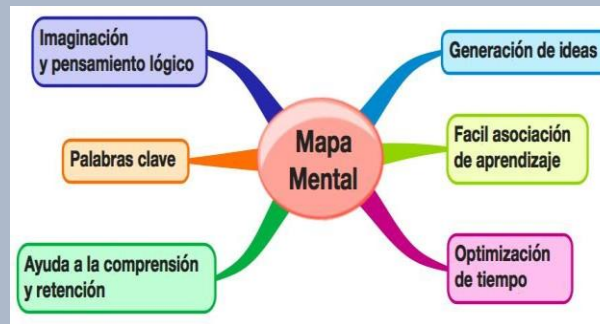 Imaginación
y pensamiento lógico
Generación de ideas
Mapa
Mental
Palabras clave
Facil asociación
de aprendizaje
Ayuda a la comprensión
y retención
Optimización
de tiempo